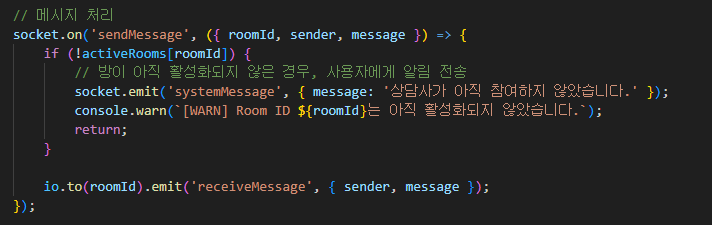 // 메시지 처리
socket.on('sendMessage', ({ roomId, sender, message }) => {
    if (!activeRooms[roomId]) {
        // 방이 아직 활성화되지 않은 경우, 사용자에게 알림 전송
        socket.emit('systemMessage', { message: '상담사가 아직 참여하지 않았습니다.' });
        console.warn(`[WARN] Room ID ${roomId}는 아직 활성화되지 않았습니다.`);
        return;
    }

    io.to(roomId).emit('receiveMessage', { sender, message });
});